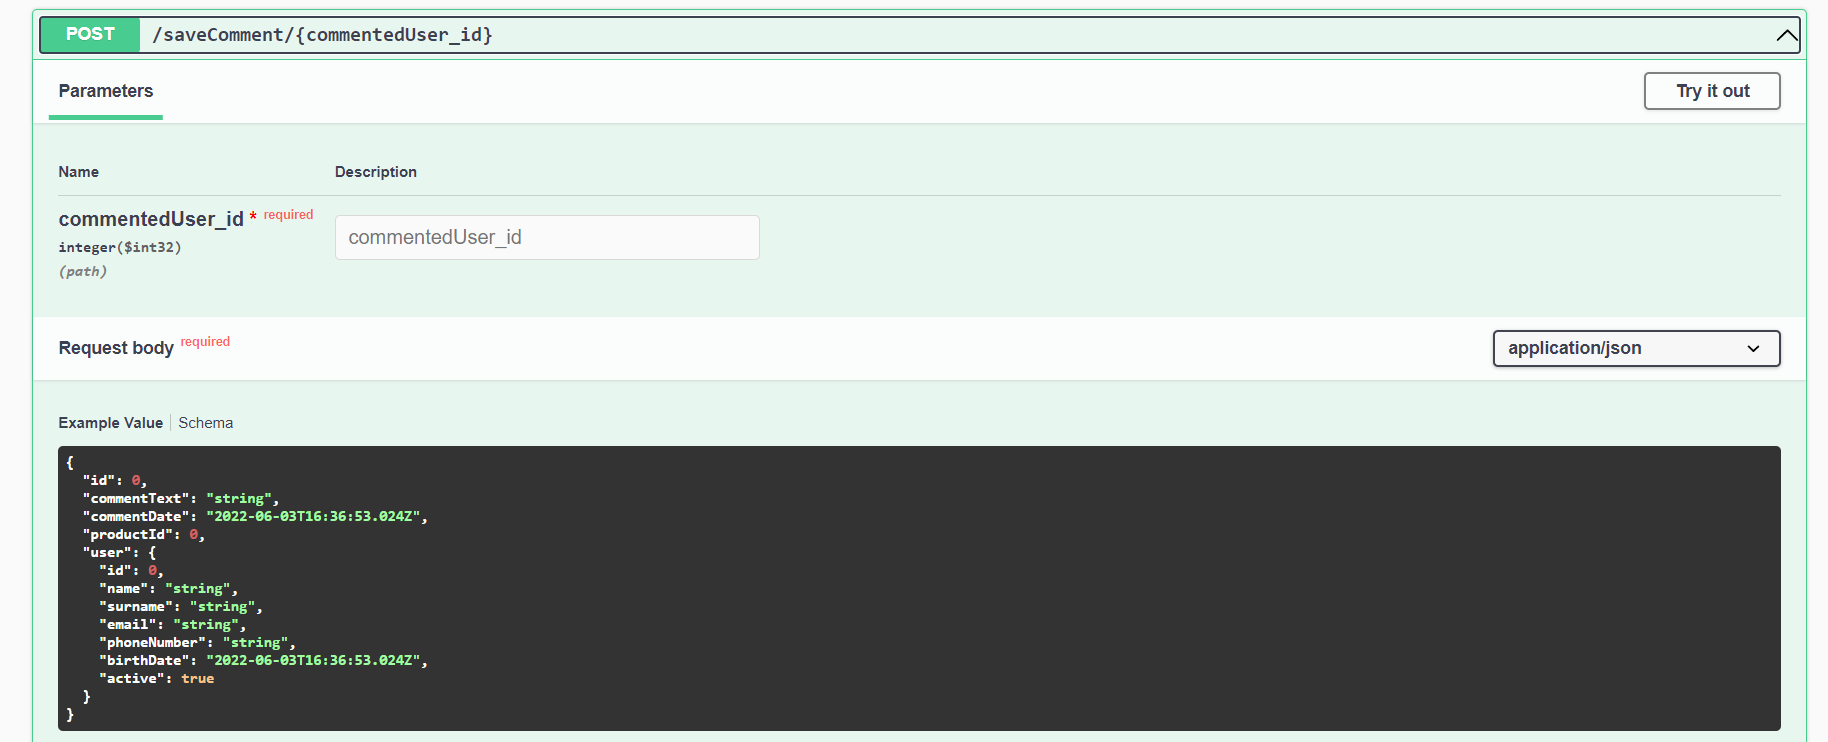 POST /saveComment/{commentedUser_id}
Parameters
Try it out
Name Description
commentedUser_id * required
integer($int32)
(path)
commentedUser_id
Request body required
application/json
Example Value Schema
{
  "id": 0,
  "commentText": "string",
  "commentDate": "2022-06-03T16:36:53.024Z",
  "productId": 0,
  "user": {
    "id": 0,
    "name": "string",
    "surname": "string",
    "email": "string",
    "phoneNumber": "string",
    "birthDate": "2022-06-03T16:36:53.024Z",
    "active": true
  }
}